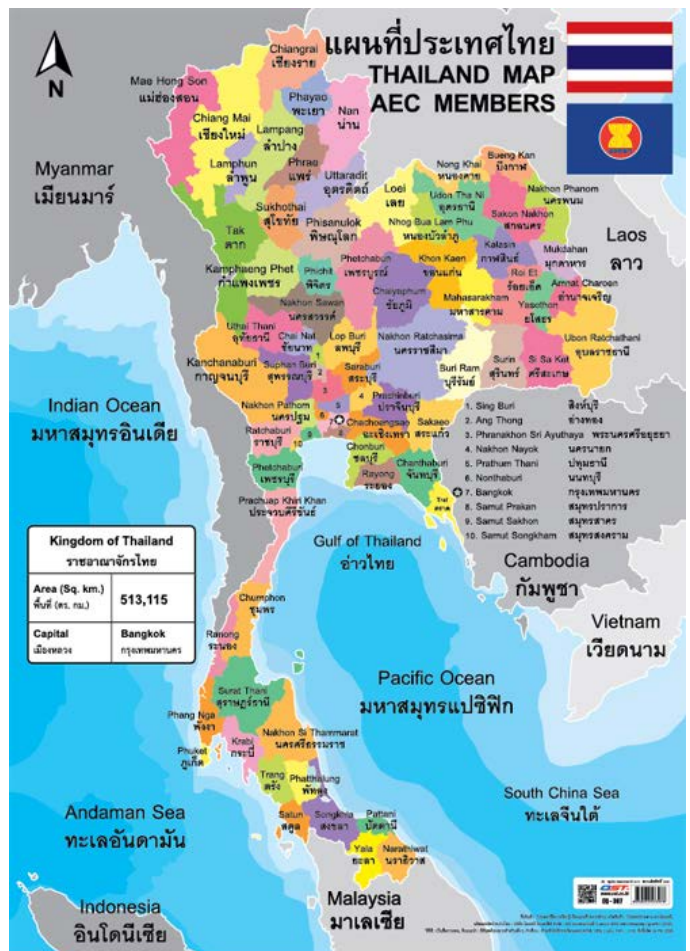 แผนที่ประเทศไทย
THAILAND MAP
AEC MEMBERS
N
Chiangrai
เชียงราย
Mae Hong Son
แม่ฮ่องสอน
Phayao
พะเยา
Nan
น่าน
Chiang Mai
เชียงใหม่
Lampang
ลำปาง
Lamphun
ลำพูน
Phrae
แพร่
Uttaradit
อุตรดิตถ์
Myanmar
เมียนมาร์
Bueng Kan
บึงกาฬ
Nong Khai
หนองคาย
Loei
เลย
Udon Tha Ni
อุดรธานี
Nakhon Phanom
นครพนม
Sakon Nakhon
สกลนคร
Sukhothai
สุโขทัย
Phisanulok
พิษณุโลก
Nhog Bua Lam Phu
หนองบัวลำภู
Tak
ตาก
Laos
ลาว
Kalasin
กาฬสินธุ์
Mukdahan
มุกดาหาร
Phetchabun
เพชรบูรณ์
Khon Kaen
ขอนแก่น
Kamphaeng Phet
กำแพงเพชร
Phichit
พิจิตร
Roi Et
ร้อยเอ็ด
Amnat Charoen
อำนาจเจริญ
Chaiyaphum
ชัยภูมิ
Mahasarakham
มหาสารคาม
Yasothon
ยโสธร
Nakhon Sawan
นครสวรรค์
Uthai Thani
อุทัยธานี
Chai Nat
ชัยนาท
Lop Buri
ลพบุรี
Nakhon Ratchasima
นครราชสีมา
Ubon Ratchathani
อุบลราชธานี
Kanchanaburi
กาญจนบุรี
Suphan Buri
สุพรรณบุรี
Saraburi
สระบุรี
Buri Ram
บุรีรัมย์
Surin
สุรินทร์
Si Sa Ket
ศรีสะเกษ
1
2
3
4
5
6
7
8
9
10
Prachinburi
ปราจีนบุรี
Nakhon Pathom
นครปฐม
Chachoengsao
ฉะเชิงเทรา
Sakaeo
สระแก้ว
Ratchaburi
ราชบุรี
Chonburi
ชลบุรี
Phetchaburi
เพชรบุรี
Rayong
ระยอง
Chanthaburi
จันทบุรี
Trat
ตราด
Prachuap Khiri Khan
ประจวบคีรีขันธ์
1. Sing Buri สิงห์บุรี
2. Ang Thong อ่างทอง
3. Phranakhon Sri Ayuthaya พระนครศรีอยุธยา
4. Nakhon Nayok นครนายก
5. Prathum Thani ปทุมธานี
6. Nonthaburi นนทบุรี
7. Bangkok กรุงเทพมหานคร
8. Samut Prakan สมุทรปราการ
9. Samut Sakhon สมุทรสาคร
10. Samut Songkham สมุทรสงคราม
Indian Ocean
มหาสมุทรอินเดีย
Gulf of Thailand
อ่าวไทย
Cambodia
กัมพูชา
Vietnam
เวียดนาม
Kingdom of Thailand
ราชอาณาจักรไทย
Area (Sq. km.)
พื้นที่ (ตร. กม.)
513,115
Capital
เมืองหลวง
Bangkok
กรุงเทพมหานคร
Chumphon
ชุมพร
Ranong
ระนอง
Surat Thani
สุราษฎร์ธานี
Pacific Ocean
มหาสมุทรแปซิฟิก
Phang Nga
พังงา
Krabi
กระบี่
Nakhon Si Thammarat
นครศรีธรรมราช
Phuket
ภูเก็ต
Trang
ตรัง
Phatthalung
พัทลุง
South China Sea
ทะเลจีนใต้
Andaman Sea
ทะเลอันดามัน
Satun
สตูล
Songkhla
สงขลา
Pattani
ปัตตานี
Yala
ยะลา
Narathiwat
นราธิวาส
Malaysia
มาเลเซีย
Indonesia
อินโดนีเซีย